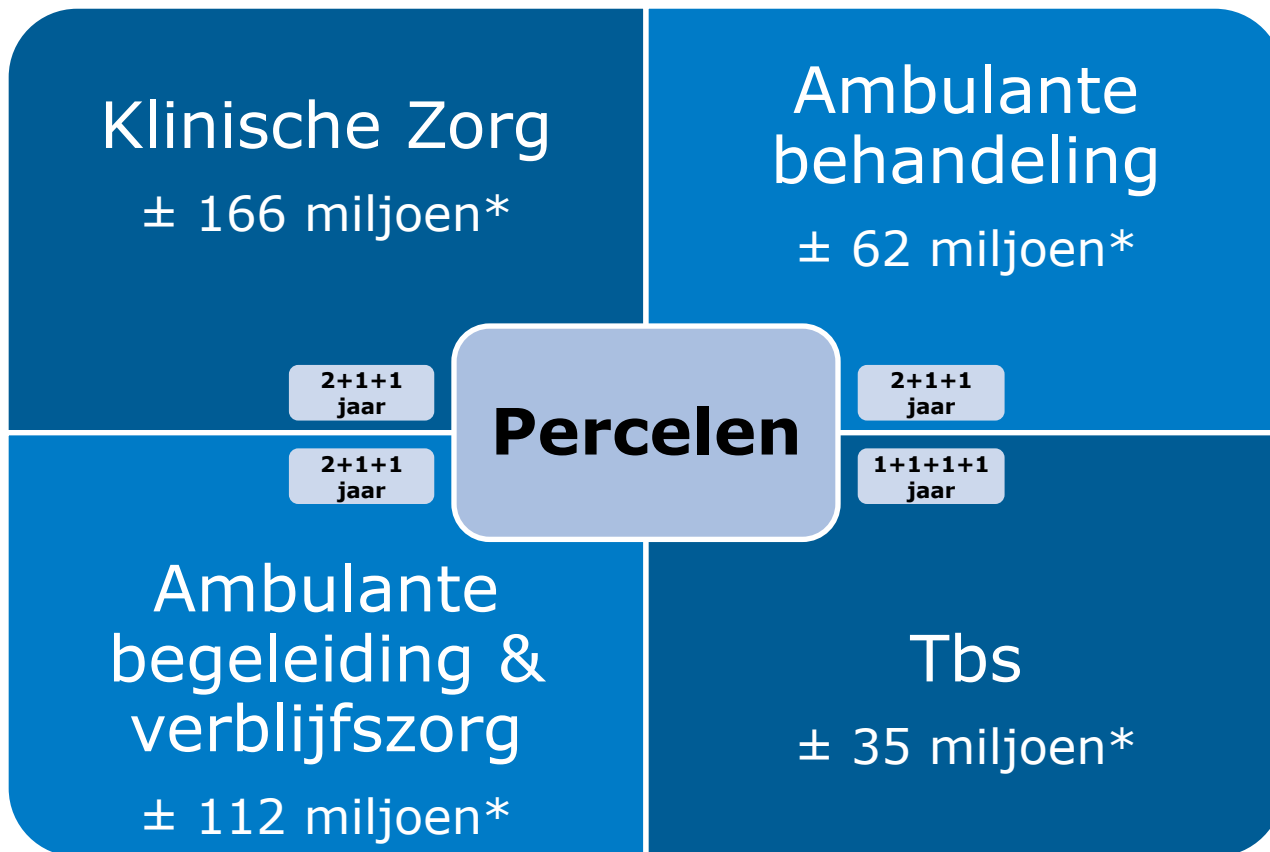 Klinische Zorg
± 166 miljoen*
2+1+1
jaar
Ambulante
behandeling
± 62 miljoen*
2+1+1
jaar
Percelen
2+1+1
jaar
Ambulante
begeleiding &
verblijfszorg
± 112 miljoen*
1+1+1+1
jaar
Tbs
± 35 miljoen*